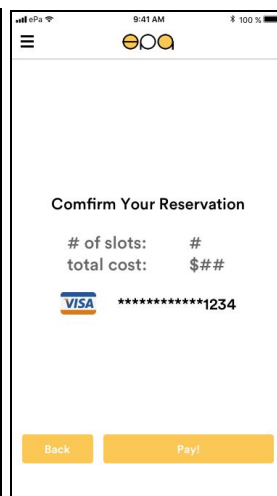 ePa 9:41 AM 100 %
epa
Comfirm Your Reservation
# of slots: #
total cost: $##
VISA ************1234
Back Pay!